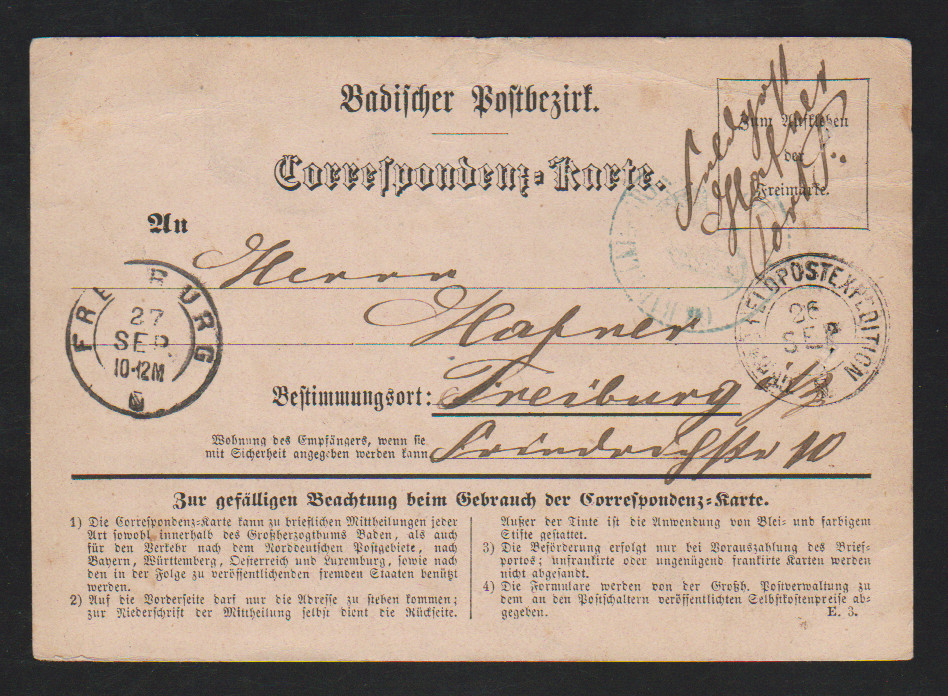 Badischer Postbezirk.
Correspondenz-Karte.
Zum Aufkleben
der
Freimarke.
Feldpost
Hafner
An
Herrn
Hafner
Bestimmungsort: Freiburg
Wohnung des Empfängers, wenn sie
mit Sicherheit angegeben werden kann
Friedrichstr 10
FREIBURG
27
SEP.
10-12M
FELDPOSTEXPEDITION
26
SEP
Zur gefälligen Beachtung beim Gebrauch der Correspondenz-Karte.
1) Die Correspondenz-Karte kann zu brieflichen Mittheilungen jeder
Art sowohl innerhalb des Großherzogthums Baden, als auch
für den Verkehr nach dem Norddeutschen Postgebiete, nach
Bayern, Württemberg, Oesterreich und Luxemburg, sowie nach
den in der Folge zu veröffentlichenden fremden Staaten benützt
werden.
2) Auf die Vorderseite darf nur die Adresse zu stehen kommen;
zur Niederschrift der Mittheilung selbst dient die Rückseite.
Außer der Tinte ist die Anwendung von Blei- und farbigem
Stifte gestattet.
3) Die Beförderung erfolgt nur bei Vorauszahlung des Brief-
portos; unfrankirte oder ungenügend frankirte Karten werden
nicht abgesandt.
4) Die Formulare werden von der Großh. Postverwaltung zu
dem an den Postschaltern veröffentlichten Selbstkostenpreise ab-
gegeben. E. 3.